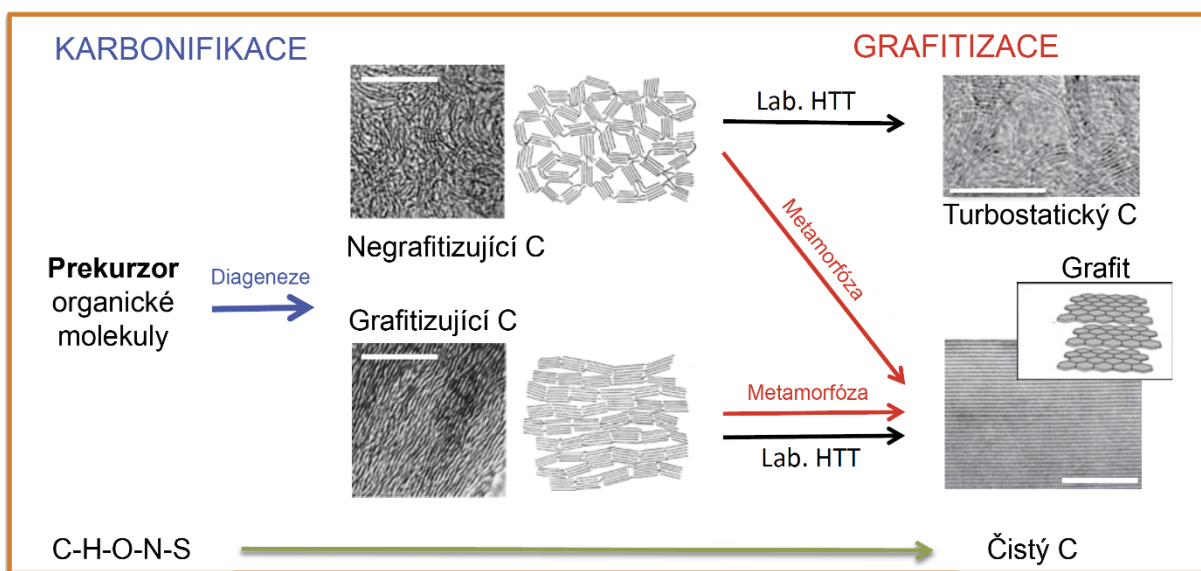 KARBONIFIKACE
GRAFITIZACE
Lab. HTT
Negrafitizující C
Turbostatický C
Metamorfóza
Prekurzor
organické
molekuly
Diageneze
Grafit
Grafitizující C
Metamorfóza
Lab. HTT
C-H-O-N-S
Čistý C